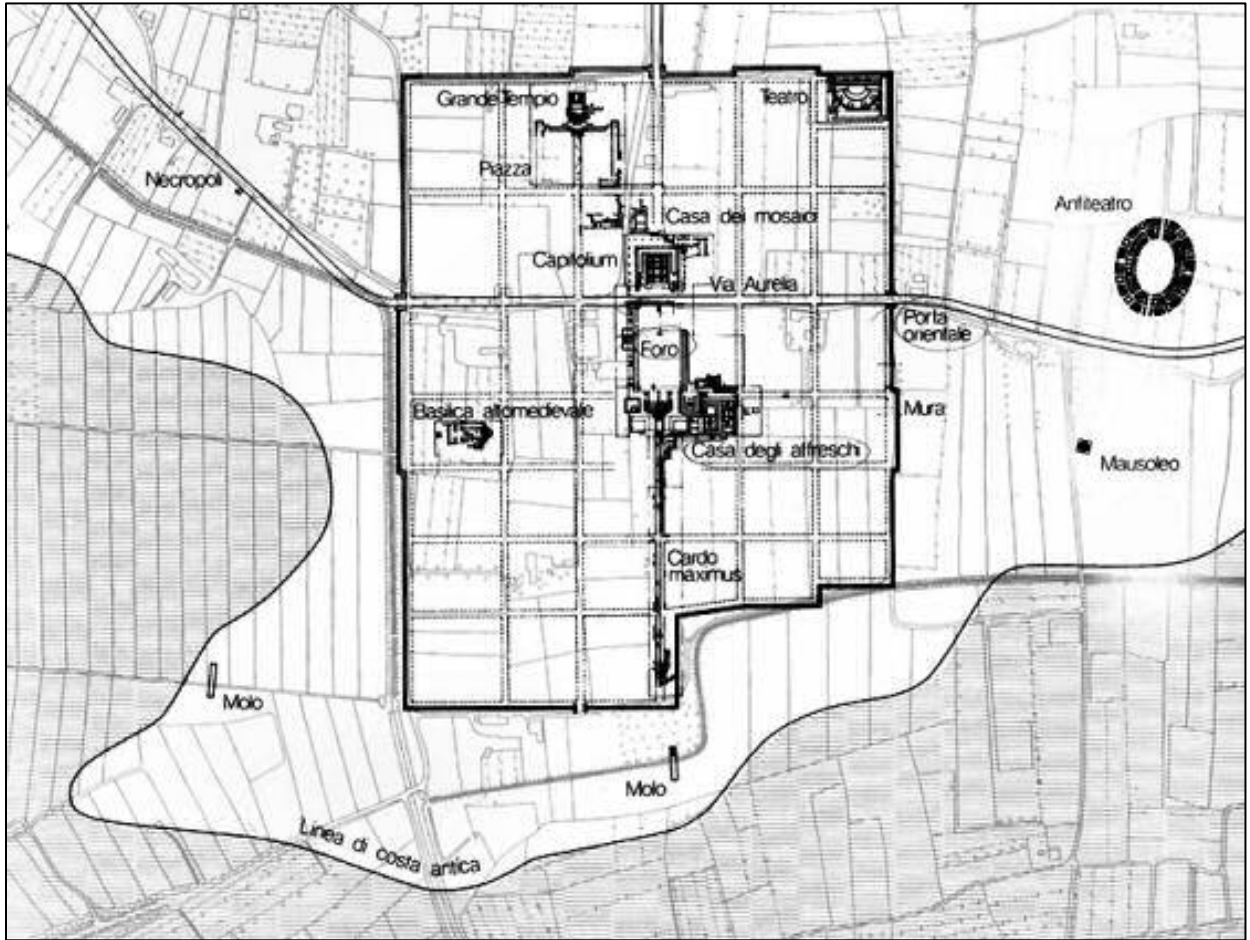 Grande Tempio
Teatro
Necropoli
Piazza
Anfiteatro
Casa dei mosaici
Capitolium
Via Aurelia
Porta
orientale
Foro
Basilica altomedievale
Mura
Casa degli affreschi
Mausoleo
Cardo
maximus
Molo
Molo
Linea di costa antica